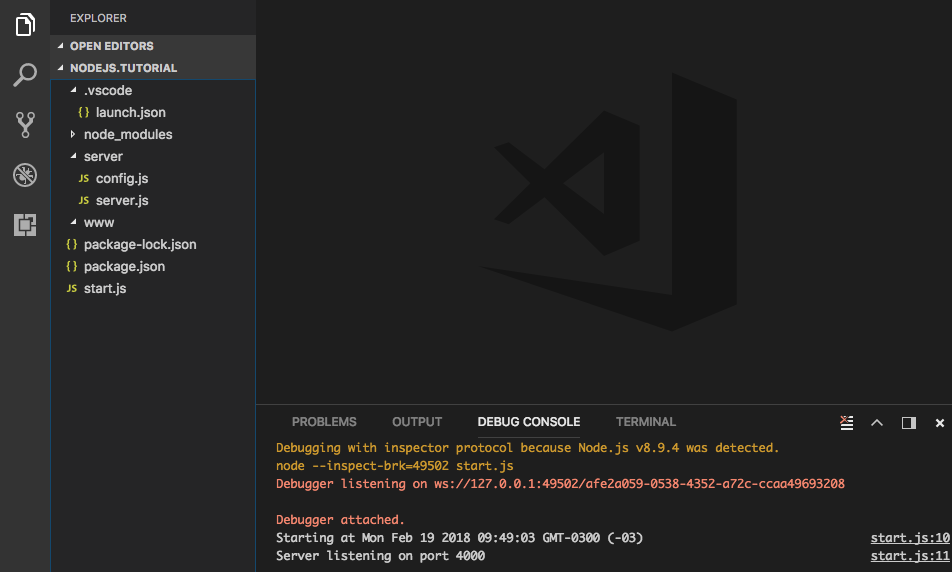 EXPLORER
OPEN EDITORS
NODEJS.TUTORIAL
.vscode
{ } launch.json
node_modules
server
JS config.js
JS server.js
www
{ } package-lock.json
{ } package.json
JS start.js
PROBLEMS OUTPUT DEBUG CONSOLE TERMINAL
Debugging with inspector protocol because Node.js v8.9.4 was detected.
node --inspect-brk=49502 start.js
Debugger listening on ws://127.0.0.1:49502/afe2a059-0538-4352-a72c-ccaa49693208
Debugger attached.
Starting at Mon Feb 19 2018 09:49:03 GMT-0300 (-03) start.js:10
Server listening on port 4000 start.js:11